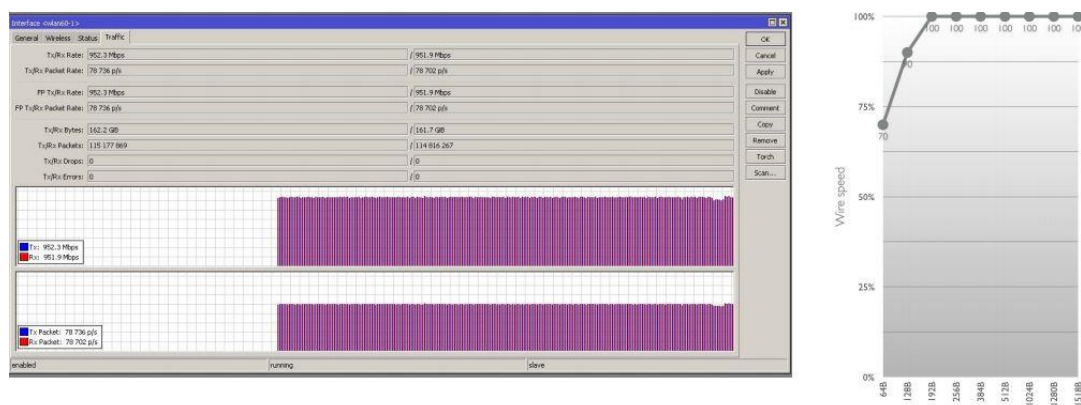 Interface <wlan60-1>
General Wireless Status Traffic
Tx/Rx Rate: 952.3 Mbps / 951.9 Mbps
Tx/Rx Packet Rate: 78 736 p/s / 78 702 p/s
FP Tx/Rx Rate: 952.3 Mbps / 951.9 Mbps
FP Tx/Rx Packet Rate: 78 736 p/s / 78 702 p/s
Tx/Rx Bytes: 162.2 GiB / 161.7 GiB
Tx/Rx Packets: 115 177 869 / 114 816 267
Tx/Rx Drops: 0 / 0
Tx/Rx Errors: 0 / 0
OK
Cancel
Apply
Disable
Comment
Copy
Remove
Torch
Scan...
Tx: 952.3 Mbps
Rx: 951.9 Mbps
Tx Packet: 78 736 p/s
Rx Packet: 78 702 p/s
enabled running slave
Wire speed
100%
75%
50%
25%
0%
70 90 100 100 100 100 100 100 100
64B 128B 192B 256B 384B 512B 1024B 1280B 1518B